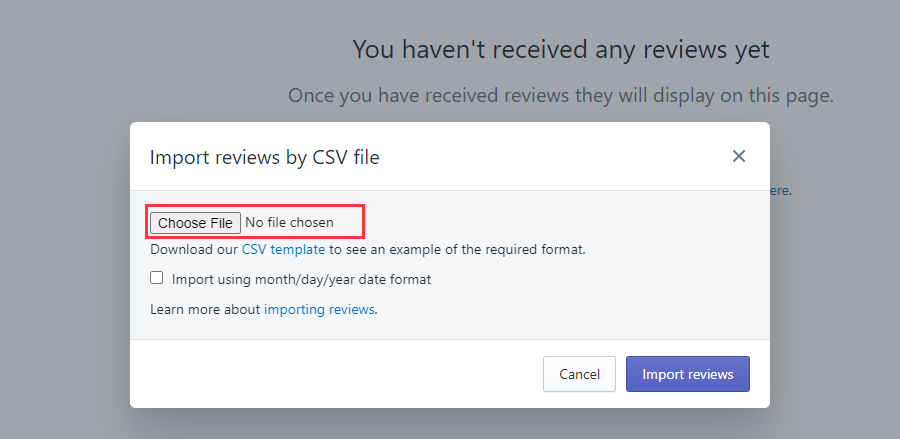 You haven't received any reviews yet
Once you have received reviews they will display on this page.
Import reviews by CSV file
ere.
Choose File No file chosen
Download our CSV template to see an example of the required format.
Import using month/day/year date format
Learn more about importing reviews.
Cancel Import reviews